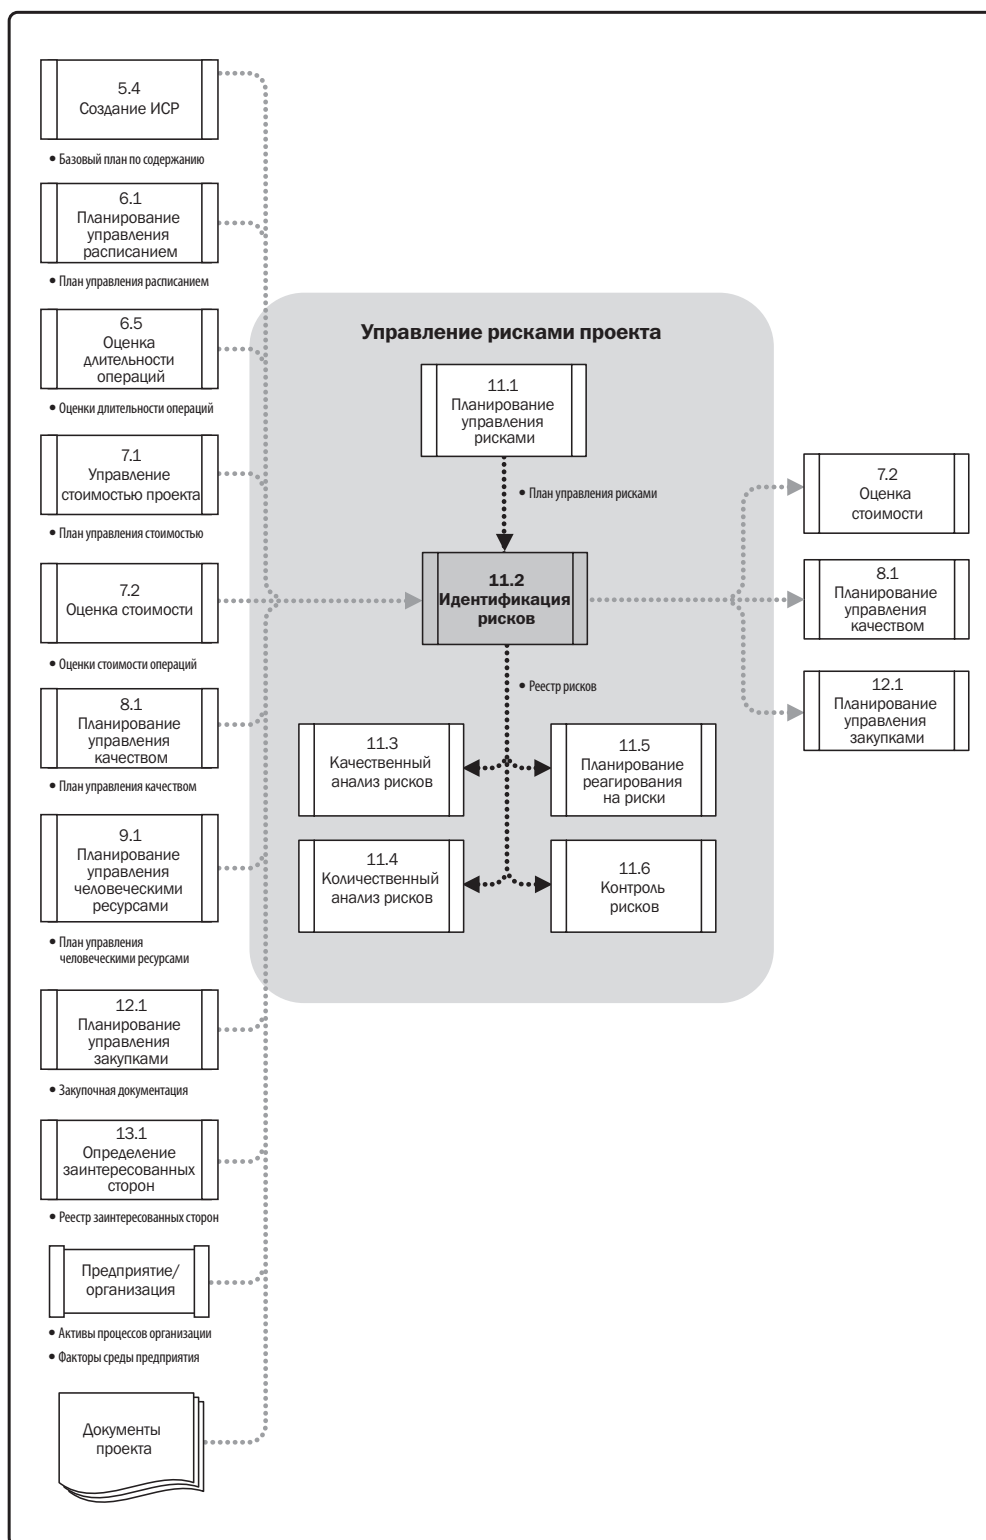 5.4
Создание ИСР
• Базовый план по содержанию
6.1
Планирование
управления
расписанием
• План управления расписанием
6.5
Оценка
длительности
операций
• Оценки длительности операций
7.1
Управление
стоимостью проекта
• План управления стоимостью
7.2
Оценка стоимости
• Оценки стоимости операций
8.1
Планирование
управления
качеством
• План управления качеством
9.1
Планирование
управления
человеческими
ресурсами
• План управления
человеческими ресурсами
12.1
Планирование
управления
закупками
• Закупочная документация
13.1
Определение
заинтересованных
сторон
• Реестр заинтересованных сторон
Предприятие/
организация
• Активы процессов организации
• Факторы среды предприятия
Документы
проекта
Управление рисками проекта
11.1
Планирование
управления
рисками
• План управления рисками
11.2
Идентификация
рисков
• Реестр рисков
11.3
Качественный
анализ рисков
11.5
Планирование
реагирования
на риски
11.4
Количественный
анализ рисков
11.6
Контроль
рисков
7.2
Оценка
стоимости
8.1
Планирование
управления
качеством
12.1
Планирование
управления
закупками